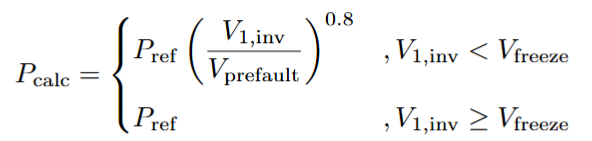 P_calc = { P_ref (V_1,inv / V_prefault)^0.8 , V_1,inv < V_freeze
P_ref , V_1,inv ≥ V_freeze